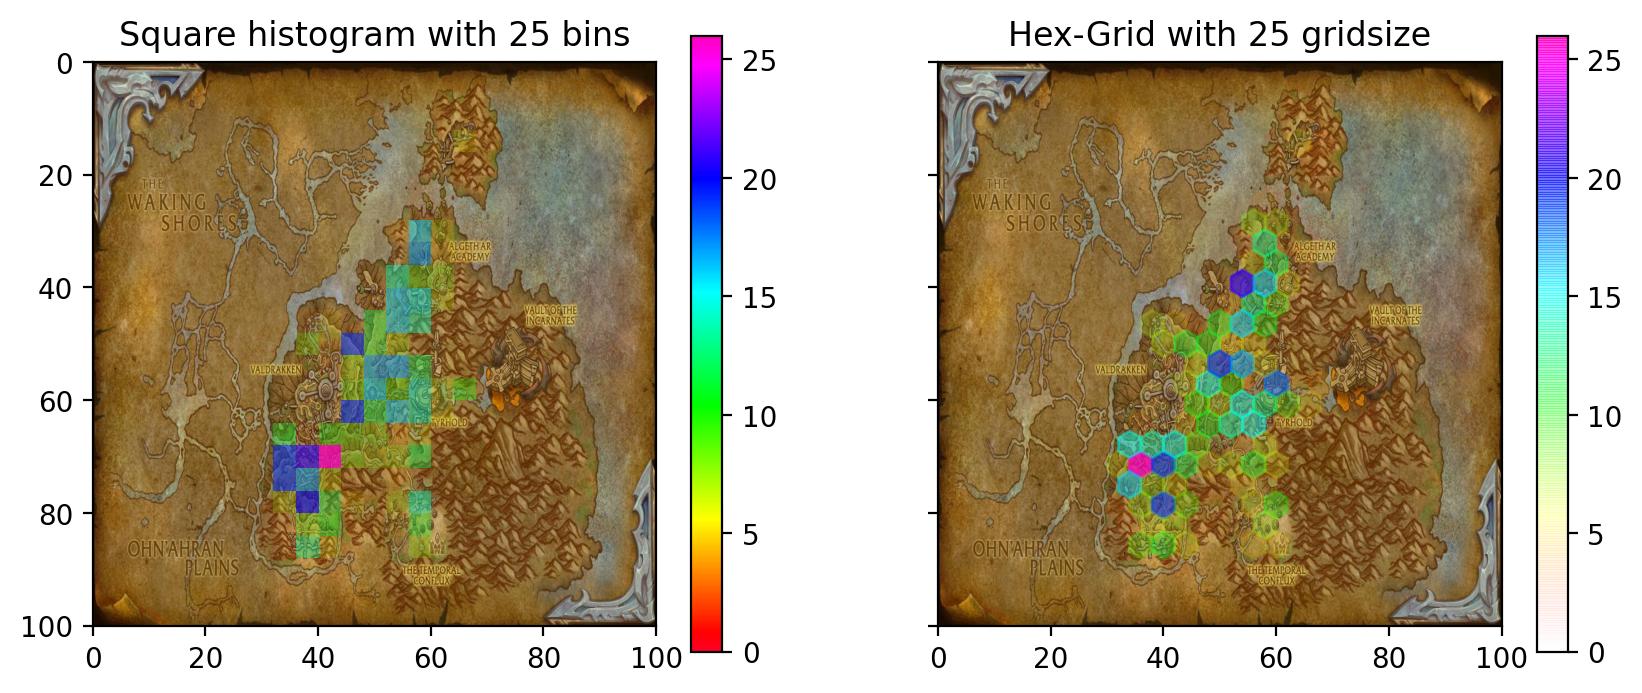 Square histogram with 25 bins
0
20
40
60
80
100
0
20
40
60
80
100
THE
WAKING
SHORES
ALGETH'AR
ACADEMY
VAULT OF THE
INCARNATES
VALDRAKKEN
TYRHOLD
OHN'AHRAN
PLAINS
THE TEMPORAL
CONFLUX
25
20
15
10
5
0
Hex-Grid with 25 gridsize
THE
WAKING
SHORES
ALGETH'AR
ACADEMY
VAULT OF THE
INCARNATES
VALDRAKKEN
TYRHOLD
OHN'AHRAN
PLAINS
THE TEMPORAL
CONFLUX
0
20
40
60
80
100
25
20
15
10
5
0